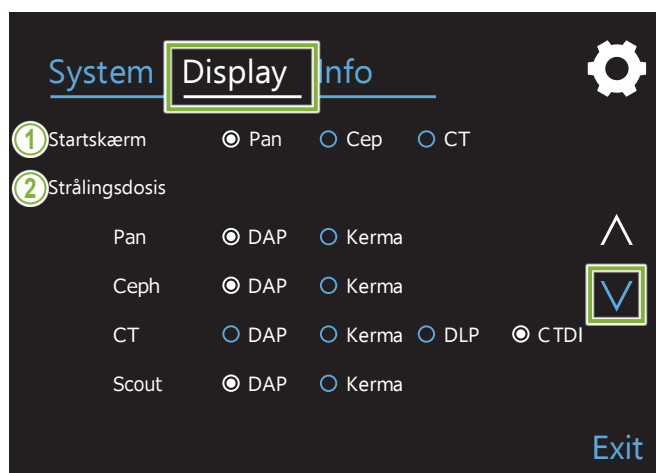 System Display Info
1 Startskærm Pan Cep CT
2 Strålingsdosis
Pan DAP Kerma
Ceph DAP Kerma
CT DAP Kerma DLP CTDI
Scout DAP Kerma
Exit